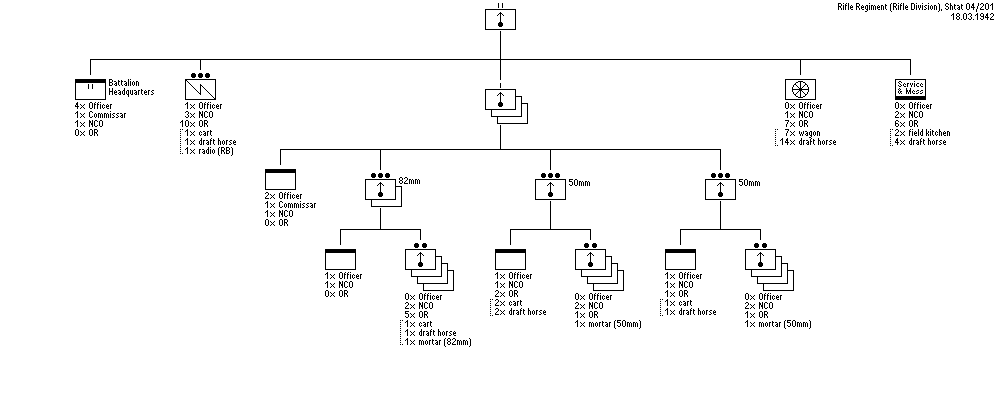 Rifle Regiment (Rifle Division), Shtat 04/201
18.03.1942
Battalion
Headquarters
4x Officer
1x Commissar
1x NCO
0x OR
1x Officer
3x NCO
10x OR
1x cart
1x draft horse
1x radio (RB)
0x Officer
1x NCO
7x OR
7x wagon
14x draft horse
Service
& Mess
0x Officer
2x NCO
6x OR
2x field kitchen
4x draft horse
2x Officer
1x Commissar
1x NCO
0x OR
82mm
50mm
50mm
1x Officer
1x NCO
0x OR
0x Officer
2x NCO
5x OR
1x cart
1x draft horse
1x mortar (82mm)
1x Officer
1x NCO
2x OR
2x cart
2x draft horse
0x Officer
2x NCO
1x OR
1x mortar (50mm)
1x Officer
1x NCO
1x OR
1x cart
1x draft horse
0x Officer
2x NCO
1x OR
1x mortar (50mm)